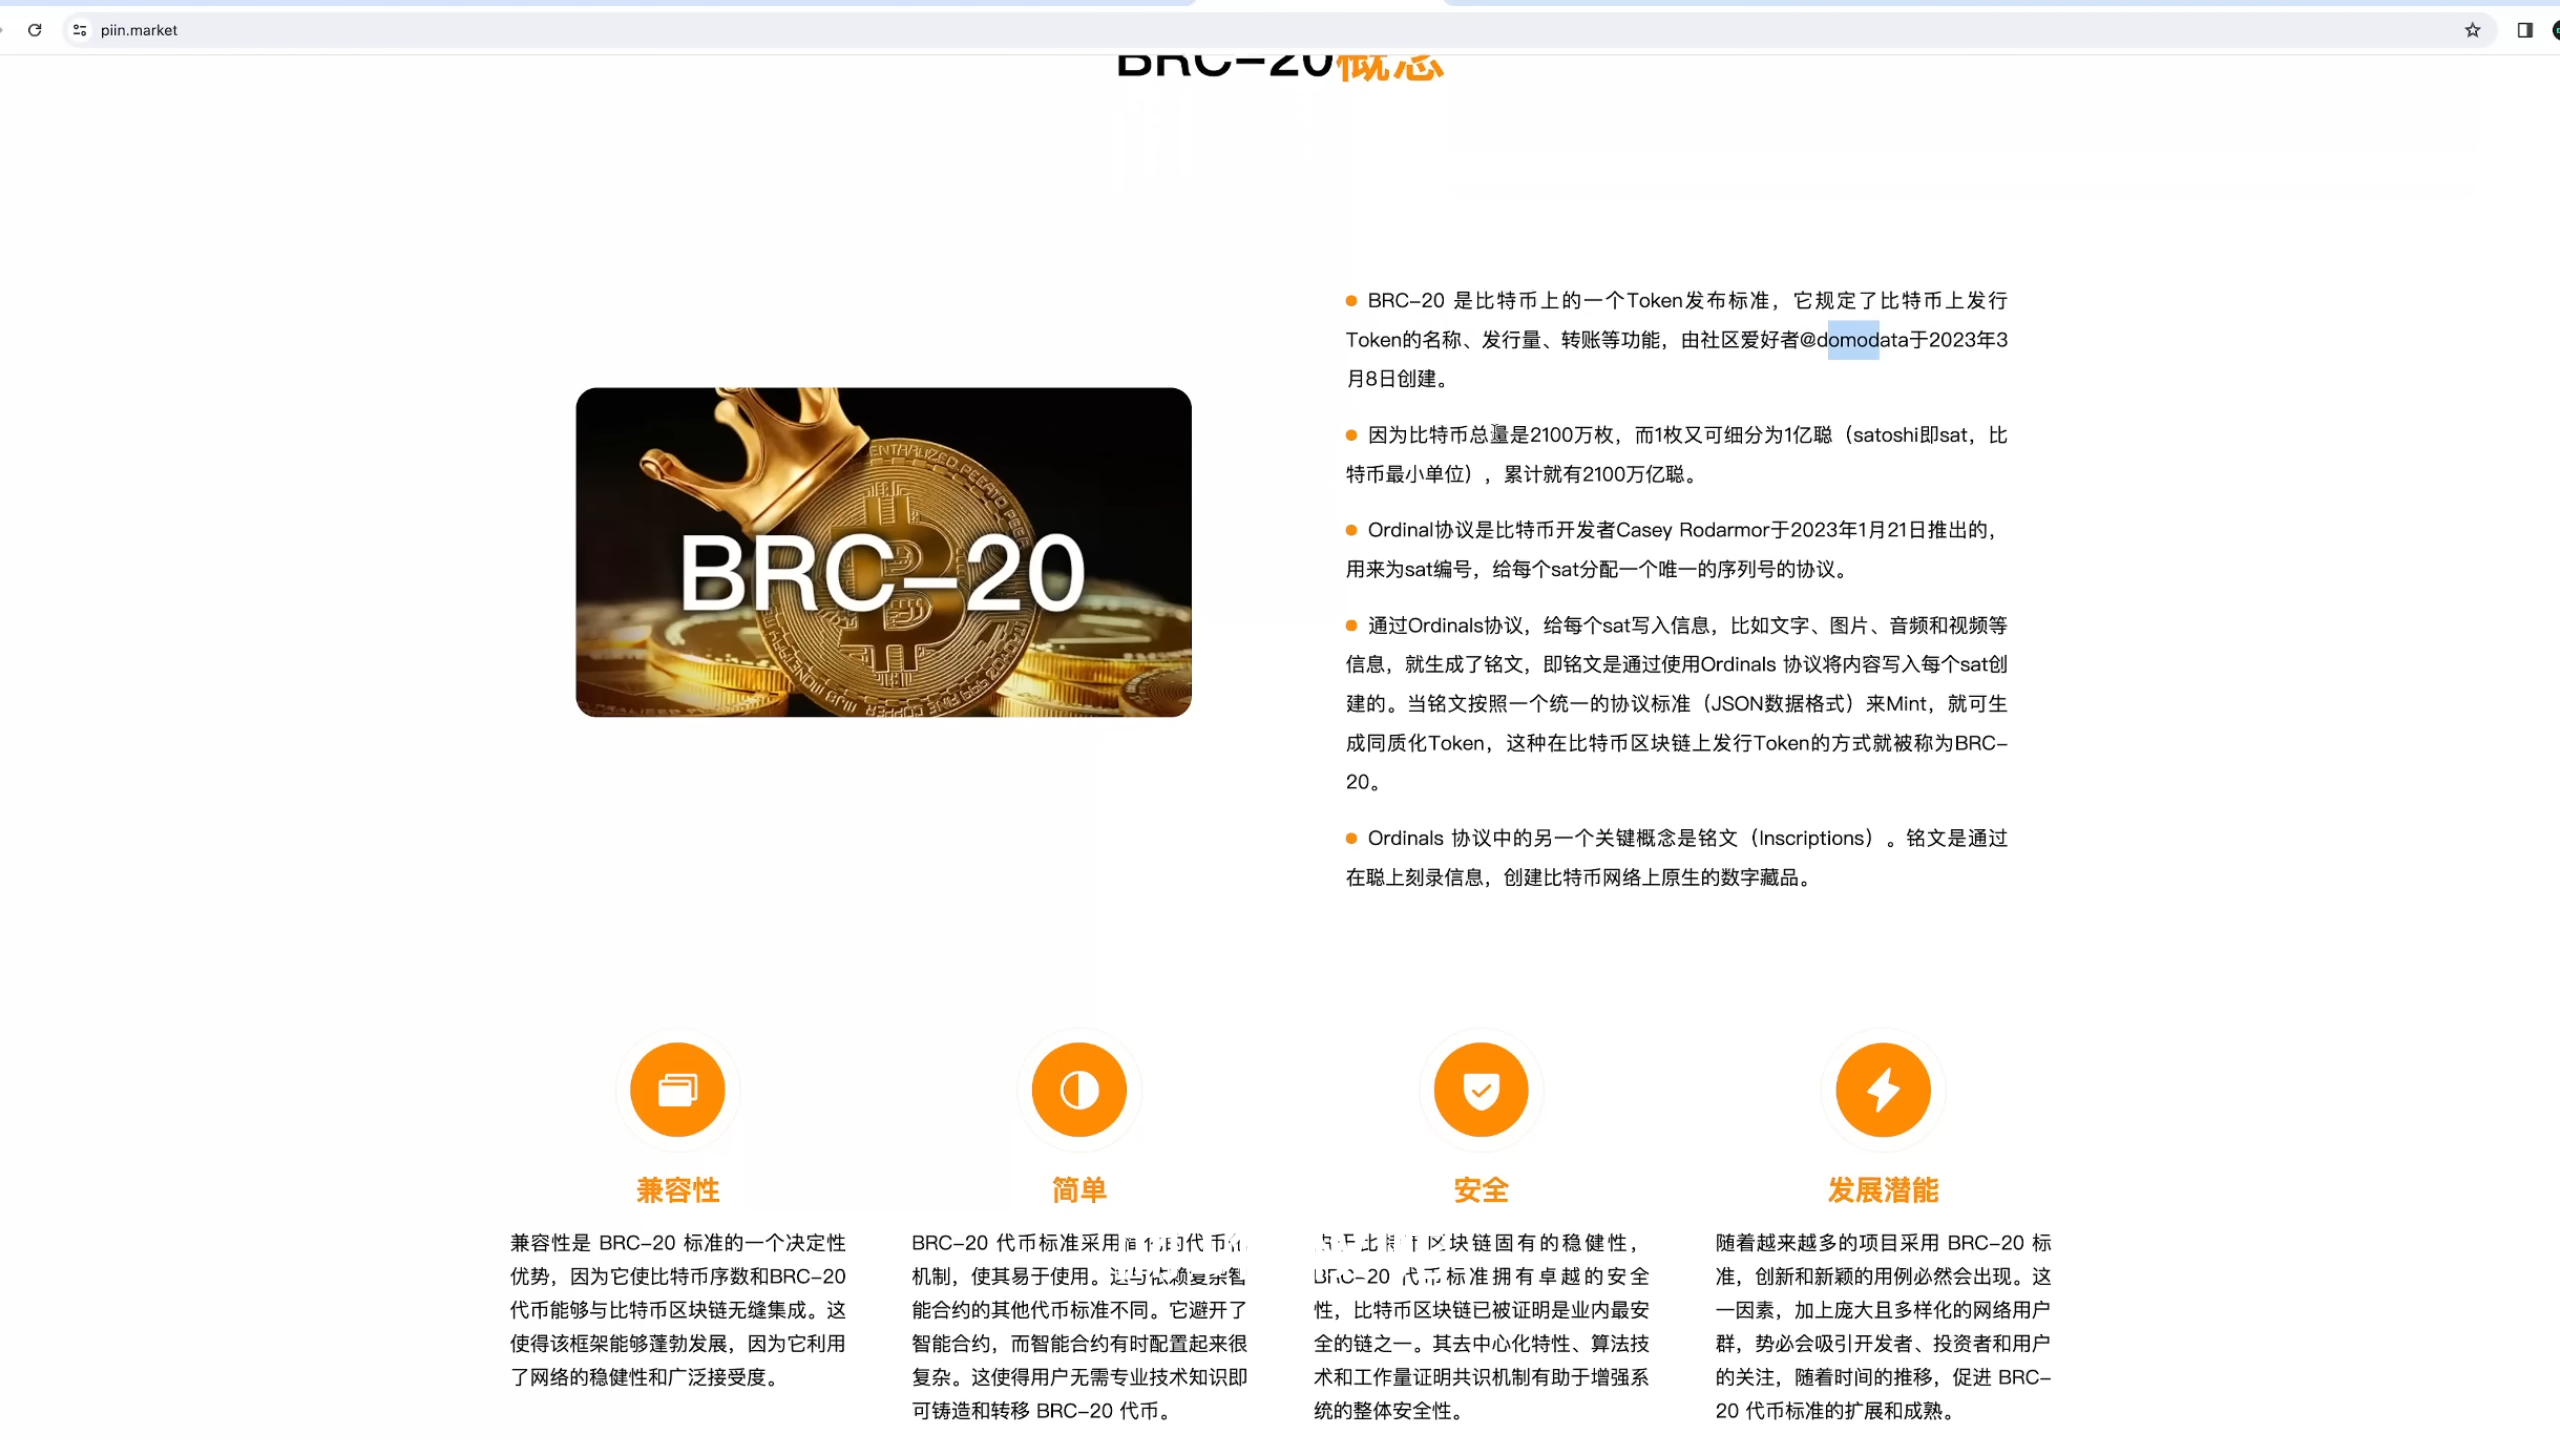 piin.market
BRC-20概念
BRC-20 是比特币上的一个Token发布标准，它规定了比特币上发行
Token的名称、发行量、转账等功能，由社区爱好者@domodata于2023年3
月8日创建。
因为比特币总量是2100万枚，而1枚又可细分为1亿聪（satoshi即sat，比
特币最小单位），累计就有2100万亿聪。
Ordinal协议是比特币开发者Casey Rodarmor于2023年1月21日推出的，
用来为sat编号，给每个sat分配一个唯一的序列号的协议。
通过Ordinals协议，给每个sat写入信息，比如文字、图片、音频和视频等
信息，就生成了铭文，即铭文是通过使用Ordinals 协议将内容写入每个sat创
建的。当铭文按照一个统一的协议标准（JSON数据格式）来Mint，就可生
成同质化Token，这种在比特币区块链上发行Token的方式就被称为BRC-
20。
Ordinals 协议中的另一个关键概念是铭文（Inscriptions）。铭文是通过
在聪上刻录信息，创建比特币网络上原生的数字藏品。
BRC-20
兼容性
兼容性是 BRC-20 标准的一个决定性
优势，因为它使比特币序数和BRC-20
代币能够与比特币区块链无缝集成。这
使得该框架能够蓬勃发展，因为它利用
了网络的稳健性和广泛接受度。
简单
BRC-20 代币标准采用简化的代币化
机制，使其易于使用。这与依赖复杂智
能合约的其他代币标准不同。它避开了
智能合约，而智能合约有时配置起来很
复杂。这使得用户无需专业技术知识即
可铸造和转移 BRC-20 代币。
安全
由于比特币区块链固有的稳健性，
BRC-20 代币标准拥有卓越的安全
性，比特币区块链已被证明是业内最安
全的链之一。其去中心化特性、算法技
术和工作量证明共识机制有助于增强系
统的整体安全性。
发展潜能
随着越来越多的项目采用 BRC-20 标
准，创新和新颖的用例必然会出现。这
一因素，加上庞大且多样化的网络用户
群，势必会吸引开发者、投资者和用户
的关注，随着时间的推移，促进 BRC-
20 代币标准的扩展和成熟。